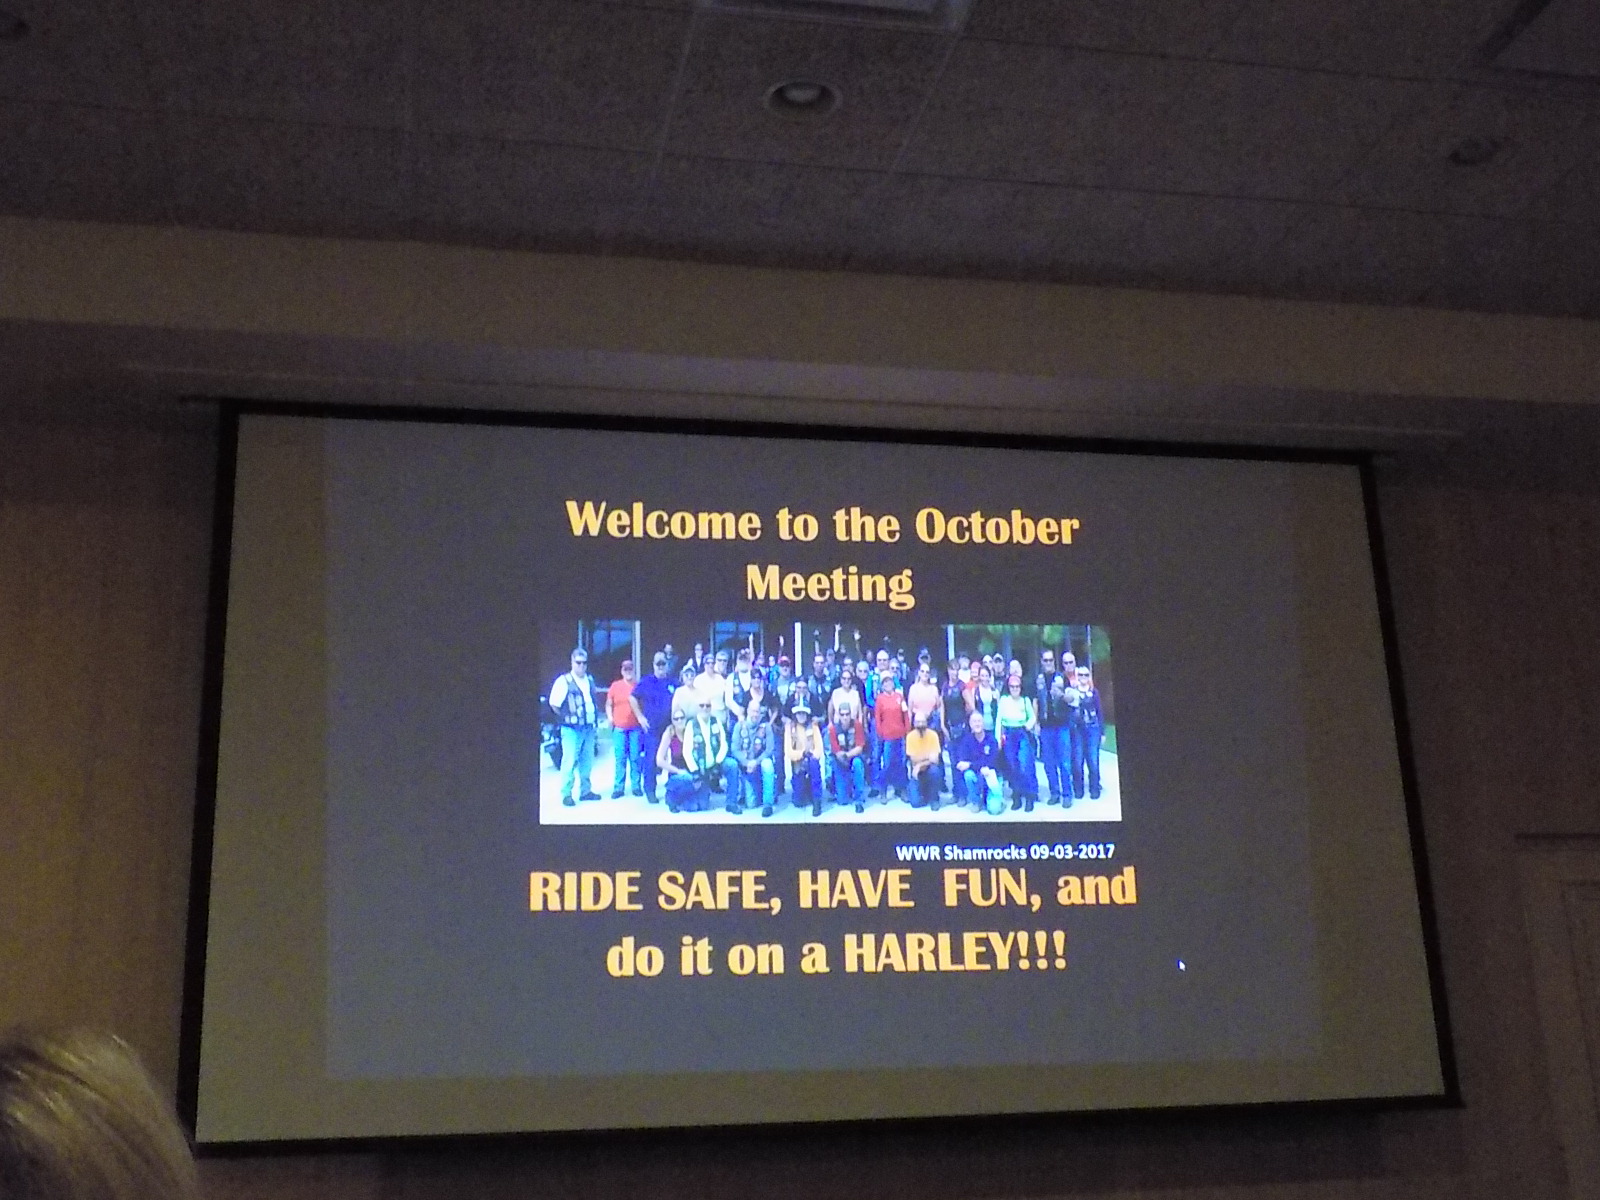 Welcome to the October
Meeting
WWR Shamrocks 09-03-2017
RIDE SAFE, HAVE FUN, and
do it on a HARLEY!!!